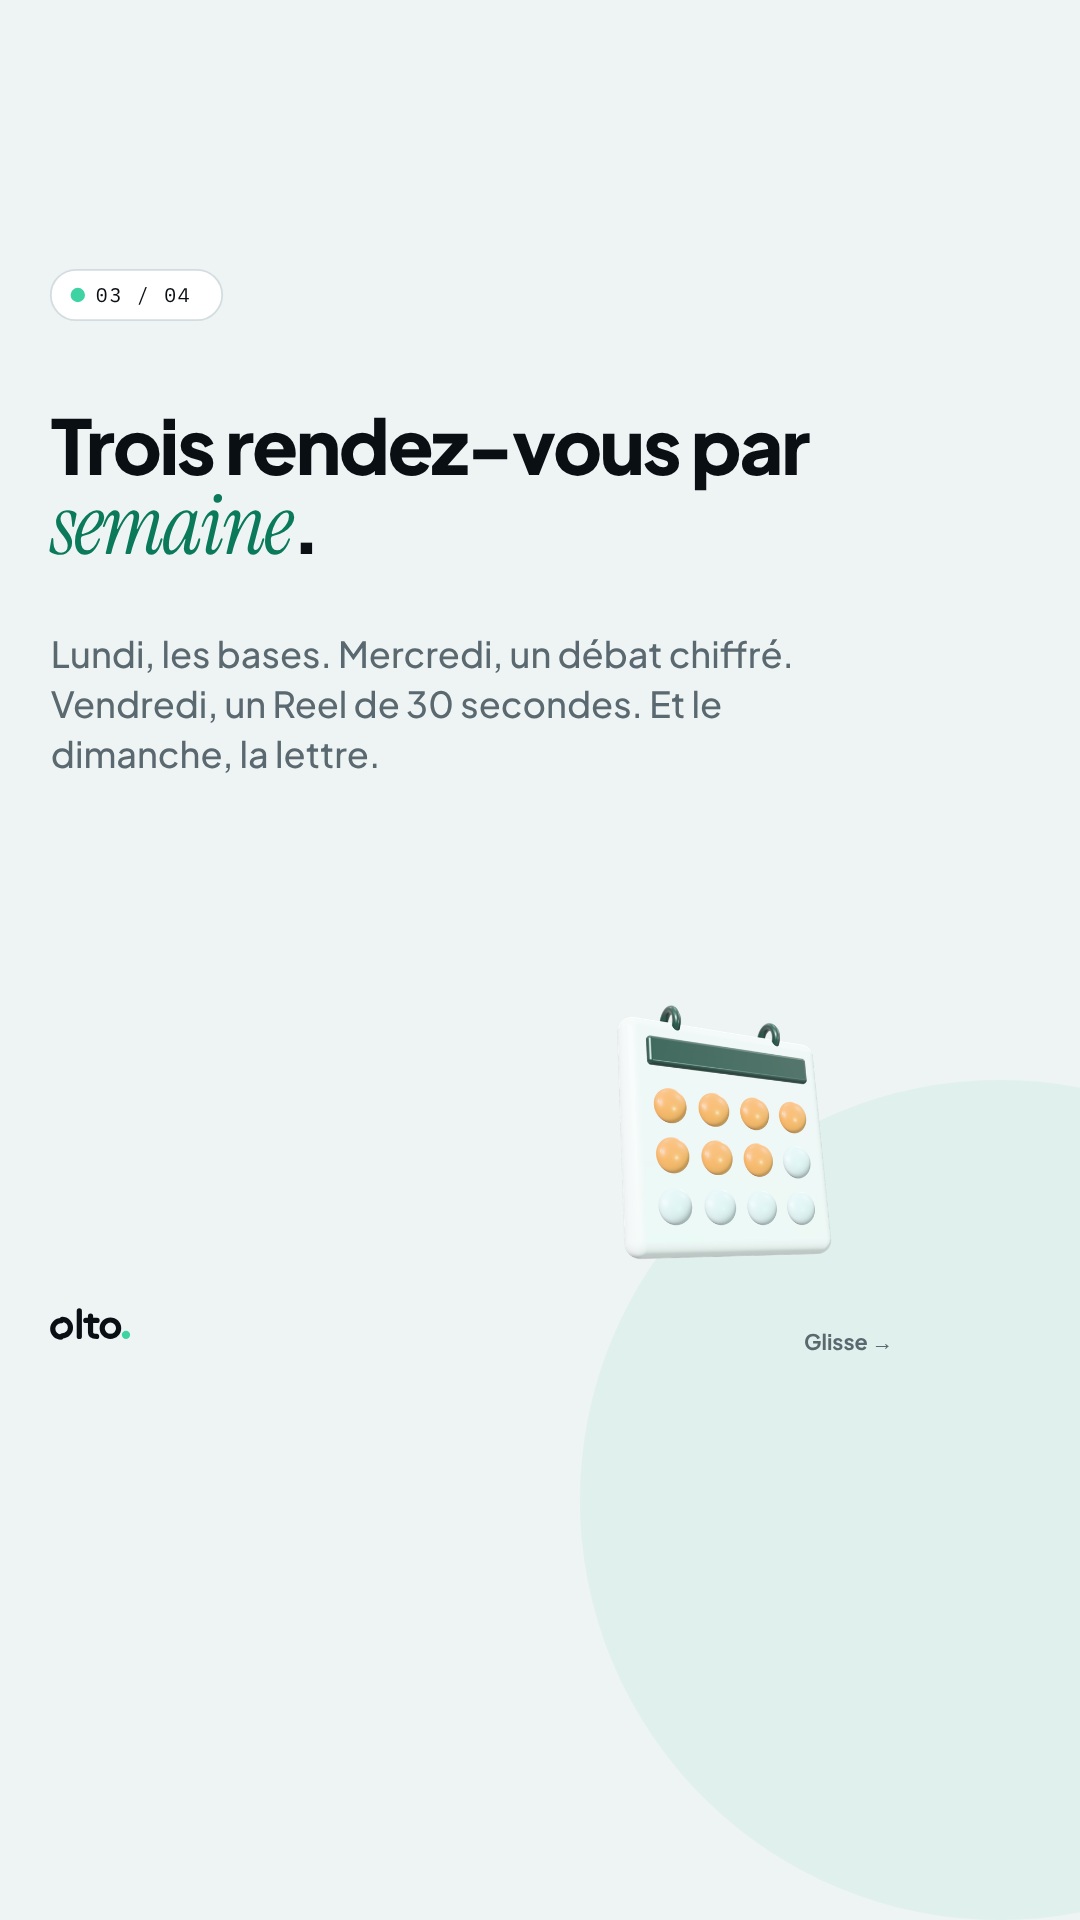 03 / 04
Trois rendez-vous par
semaine.
Lundi, les bases. Mercredi, un débat chiffré.
Vendredi, un Reel de 30 secondes. Et le
dimanche, la lettre.
olto.
Glisse →